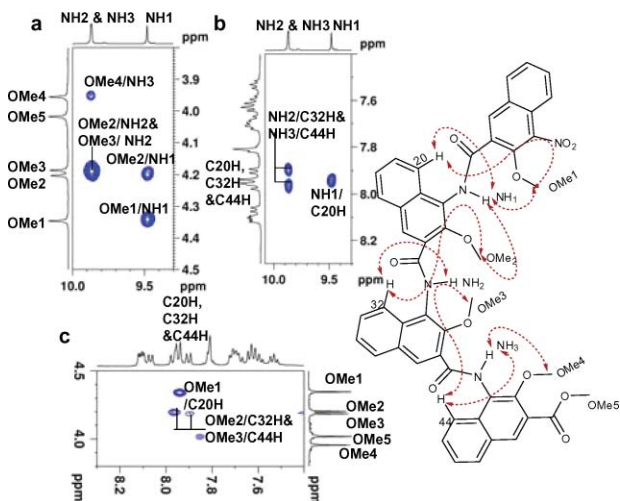 NH2 & NH3 NH1
a
ppm
OMe4/NH3
OMe4
OMe5
OMe2/NH2&
OMe3/ NH2
OMe2/NH1
OMe3
OMe2
OMe1/NH1
OMe1
3.9
4.0
4.1
4.2
4.3
4.4
4.5
10.0 9.5 ppm
b
NH2 & NH3 NH1
ppm
NH2/C32H&
NH3/C44H
C20H,
C32H
&C44H
NH1/
C20H
7.6
7.8
8.0
8.2
10.0 9.5 ppm
C20H,
C32H
&C44H
c
4.5
4.0
ppm
OMe1
/C20H
OMe2/C32H&
OMe3/C44H
OMe1
OMe2
OMe3
OMe5
OMe4
8.2 8.0 7.8 7.6 ppm
NO2
O
O
OMe1
20
H
N
H
NH1
O
OMe2
O
N
H
NH2
32
H
O
OMe3
NH3
H
O
N
O
OMe4
H
44
O
OMe5
O